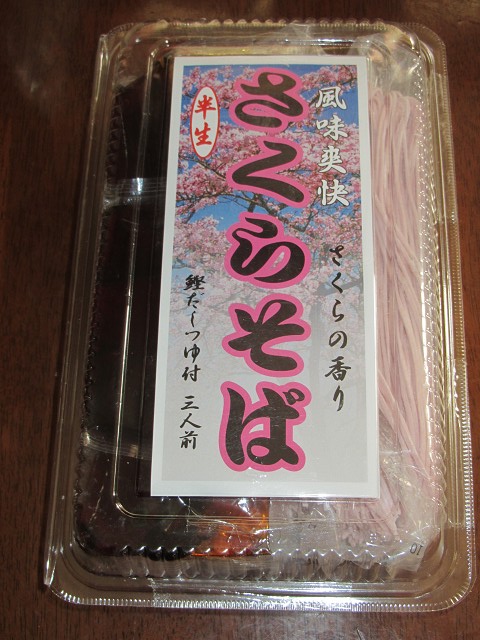 風味爽快
さくらの香り
さくらそば
半生
鰹だしつゆ付 三人前